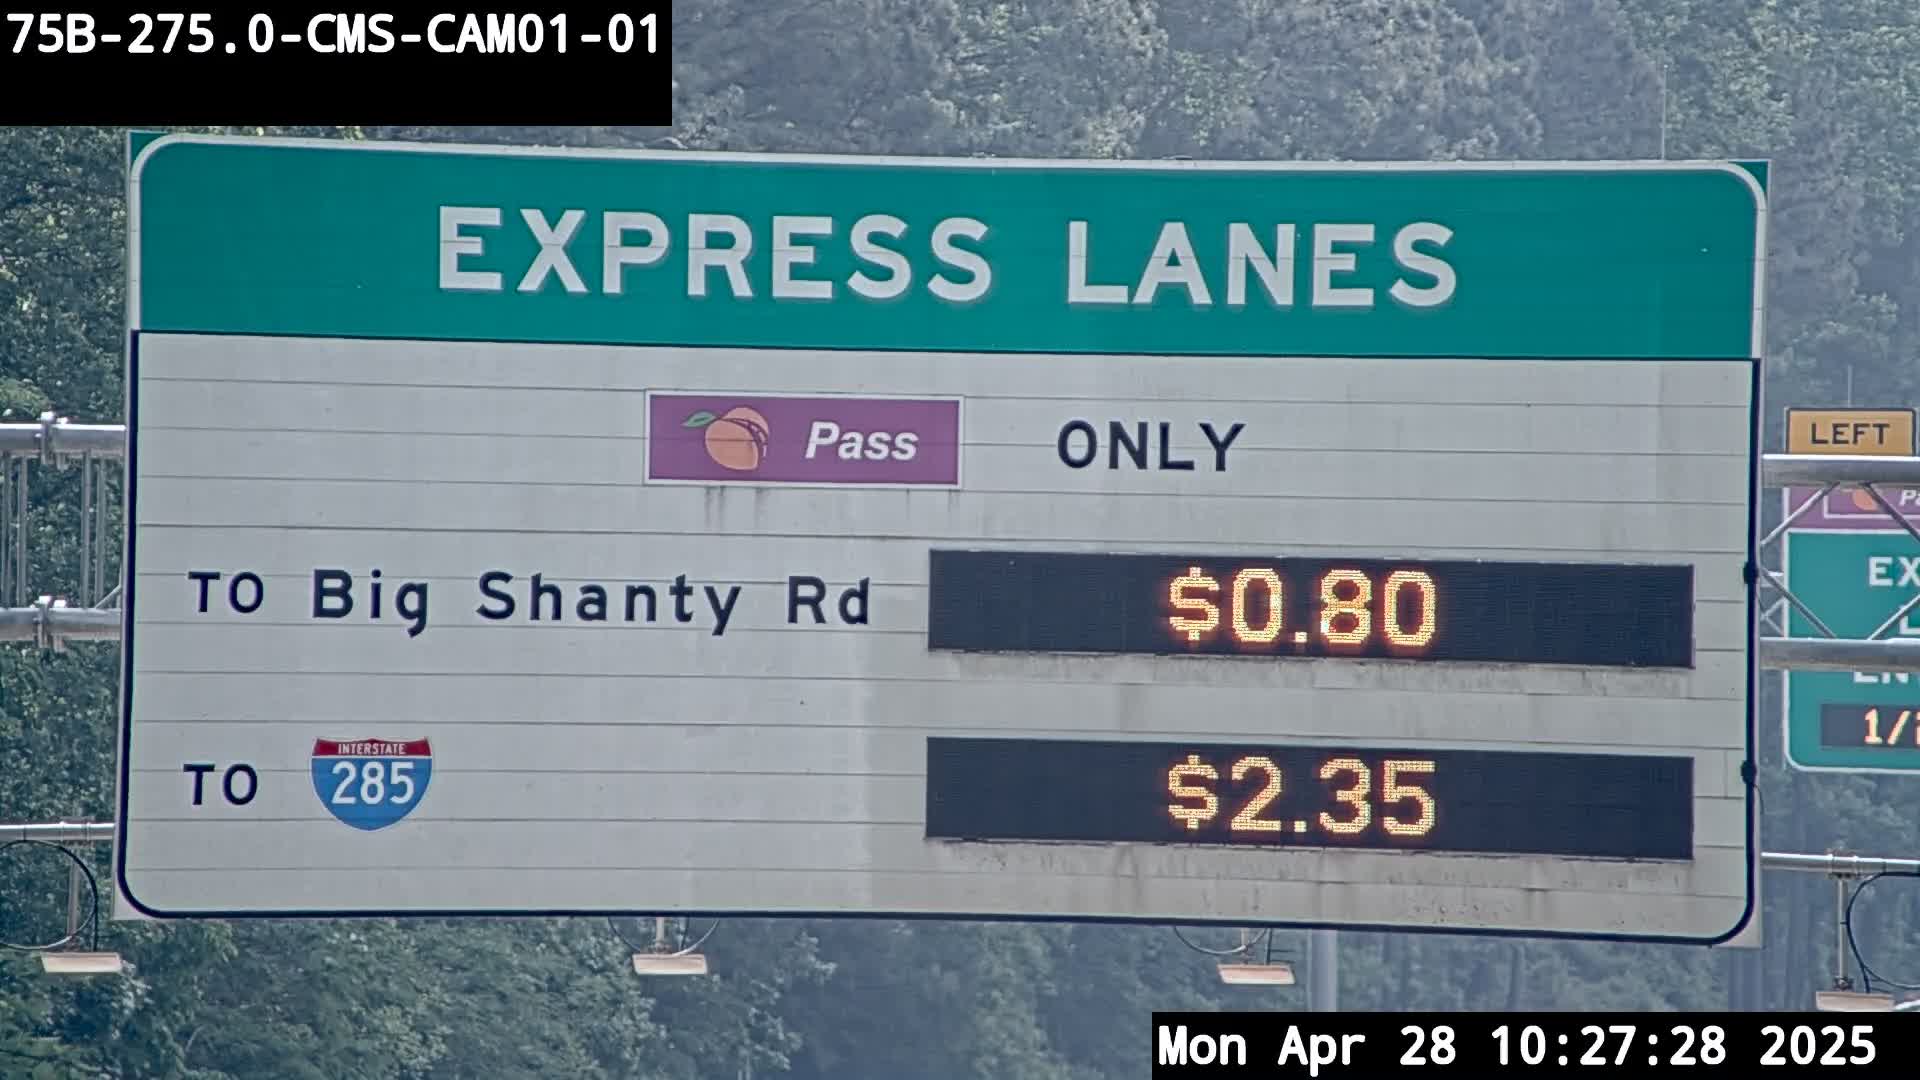 75B-275.0-CMS-CAM01-01
EXPRESS LANES
Pass ONLY
LEFT
TO Big Shanty Rd $0.80
EX
TO INTERSTATE 285 $2.35
Mon Apr 28 10:27:28 2025